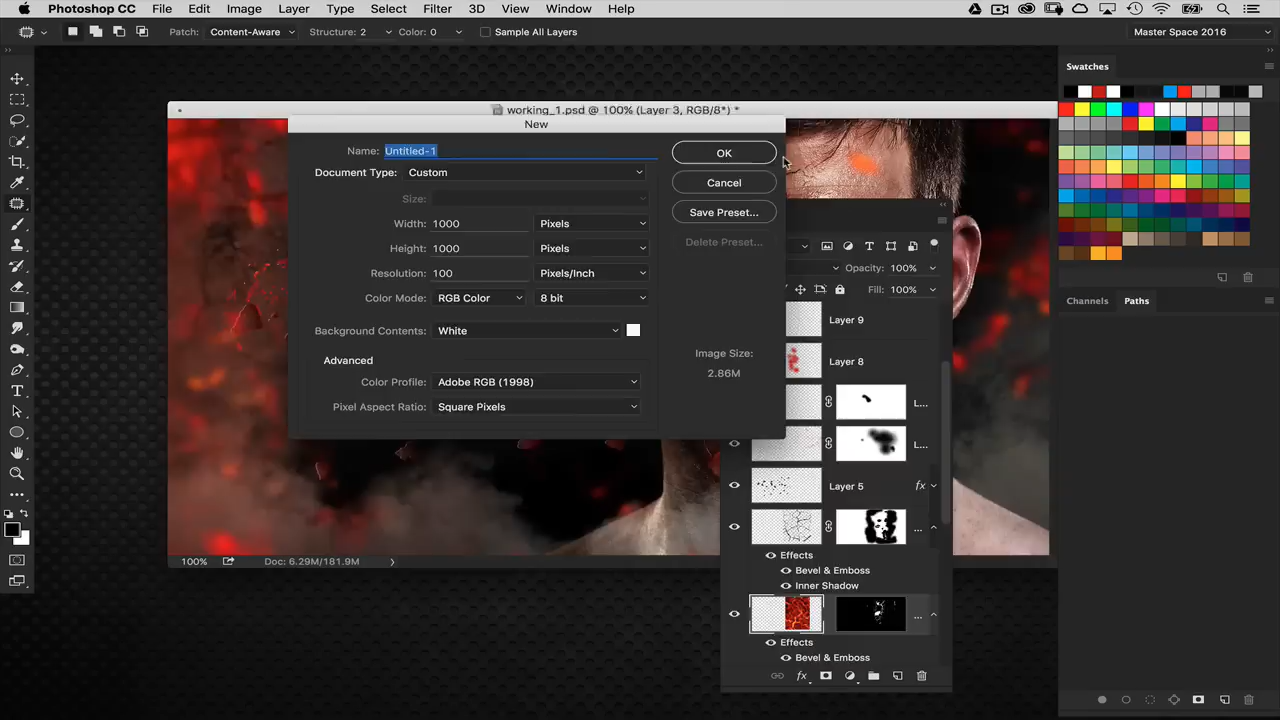 Photoshop CC File Edit Image Layer Type Select Filter 3D View Window Help
Patch: Content-Aware Structure: 2 Color: 0 Sample All Layers Master Space 2016
Swatches
working_1.psd @ 100% (Layer 3, RGB/8*) *
New
Name: Untitled-1 OK
Document Type: Custom Cancel
Size: Save Preset...
Width: 1000 Pixels
Height: 1000 Pixels Delete Preset...
Resolution: 100 Pixels/Inch
Color Mode: RGB Color 8 bit
Background Contents: White
Advanced
Image Size:
2.86M
Color Profile: Adobe RGB (1998)
Pixel Aspect Ratio: Square Pixels
Opacity: 100%
Fill: 100%
Layer 9
Layer 8
L...
L...
Layer 5 fx
...
Effects
Bevel & Emboss
Inner Shadow
...
Effects
Bevel & Emboss
fx
Channels Paths
100% Doc: 6.29M/181.9M